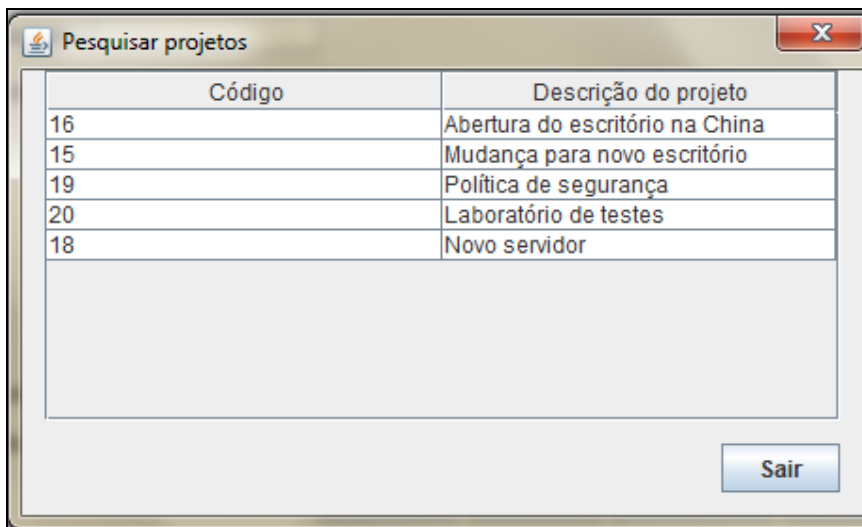 Pesquisar projetos
Código Descrição do projeto
16 Abertura do escritório na China
15 Mudança para novo escritório
19 Política de segurança
20 Laboratório de testes
18 Novo servidor
Sair